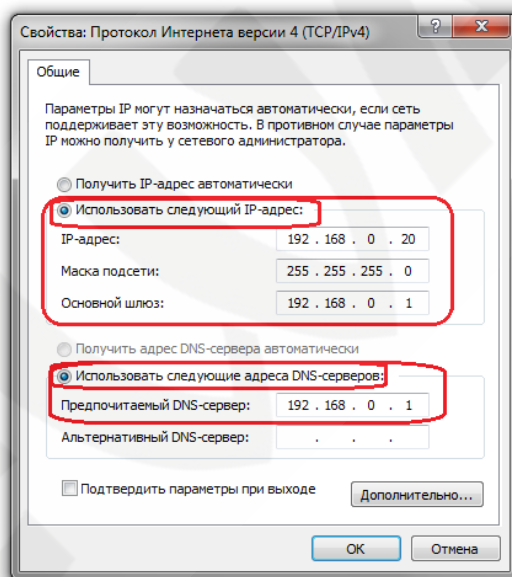 Свойства: Протокол Интернета версии 4 (TCP/IPv4)
?
Общие
Параметры IP могут назначаться автоматически, если сеть
поддерживает эту возможность. В противном случае параметры
IP можно получить у сетевого администратора.
Получить IP-адрес автоматически
Использовать следующий IP-адрес:
IP-адрес: 192 . 168 . 0 . 20
Маска подсети: 255 . 255 . 255 . 0
Основной шлюз: 192 . 168 . 0 . 1
Получить адрес DNS-сервера автоматически
Использовать следующие адреса DNS-серверов:
Предпочитаемый DNS-сервер: 192 . 168 . 0 . 1
Альтернативный DNS-сервер: . . .
Подтвердить параметры при выходе
Дополнительно...
ОК Отмена